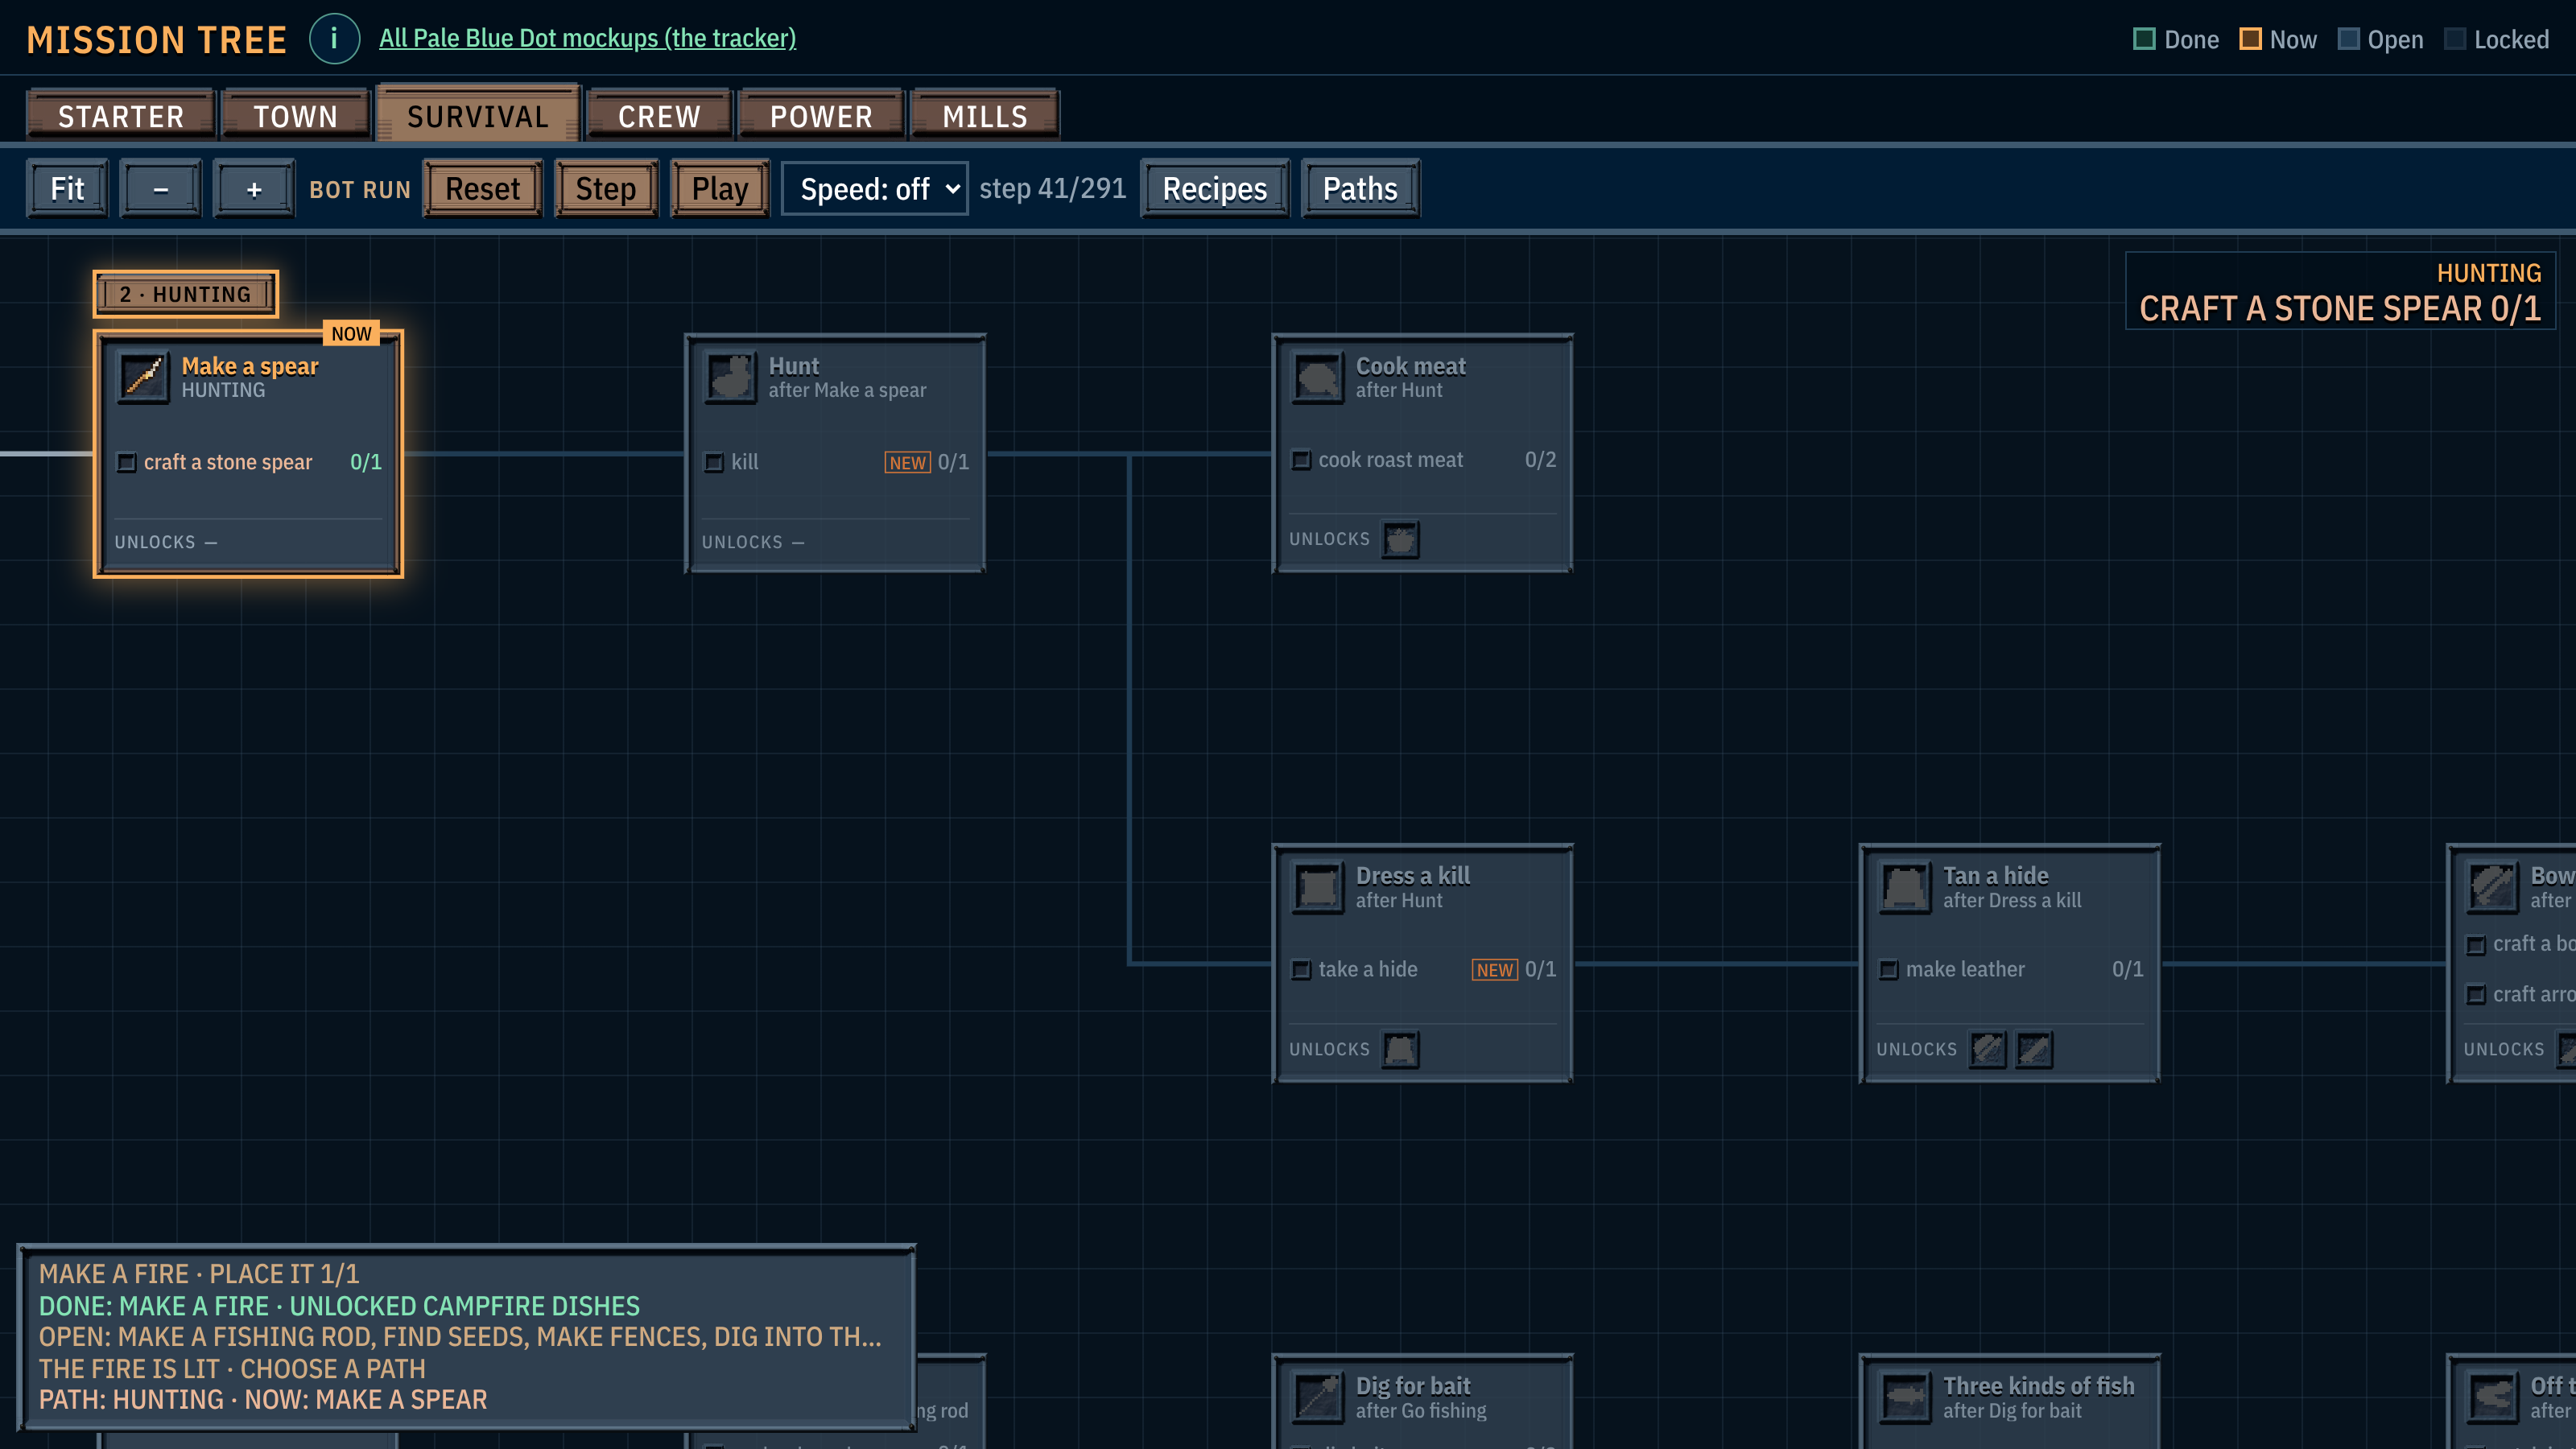 MISSION TREE i All Pale Blue Dot mockups (the tracker) Done Now Open Locked
STARTER TOWN SURVIVAL CREW POWER MILLS
Fit − + BOT RUN Reset Step Play Speed: off step 41/291 Recipes Paths
HUNTING
CRAFT A STONE SPEAR 0/1
2 · HUNTING
NOW
Make a spear
HUNTING
craft a stone spear 0/1
UNLOCKS —
Hunt
after Make a spear
kill NEW 0/1
UNLOCKS —
Cook meat
after Hunt
cook roast meat 0/2
UNLOCKS
Dress a kill
after Hunt
take a hide NEW 0/1
UNLOCKS
Tan a hide
after Dress a kill
make leather 0/1
UNLOCKS
Bow
after
craft a
craft
UNLOCKS
MAKE A FIRE · PLACE IT 1/1
DONE: MAKE A FIRE · UNLOCKED CAMPFIRE DISHES
OPEN: MAKE A FISHING ROD, FIND SEEDS, MAKE FENCES, DIG INTO TH...
THE FIRE IS LIT · CHOOSE A PATH
PATH: HUNTING · NOW: MAKE A SPEAR
rod
Dig for bait
after Go fishing
Three kinds of fish
after Dig for bait
Off
after